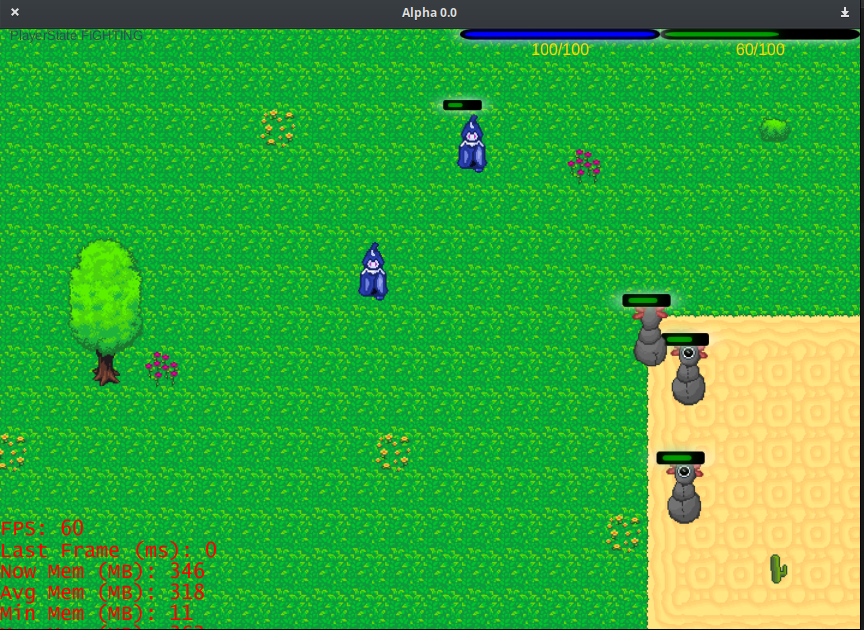 Alpha 0.0
PlayerState FIGHTING
100/100
60/100
FPS: 60
Last Frame (ms): 0
Now Mem (MB): 346
Avg Mem (MB): 318
Min Mem (MB): 11